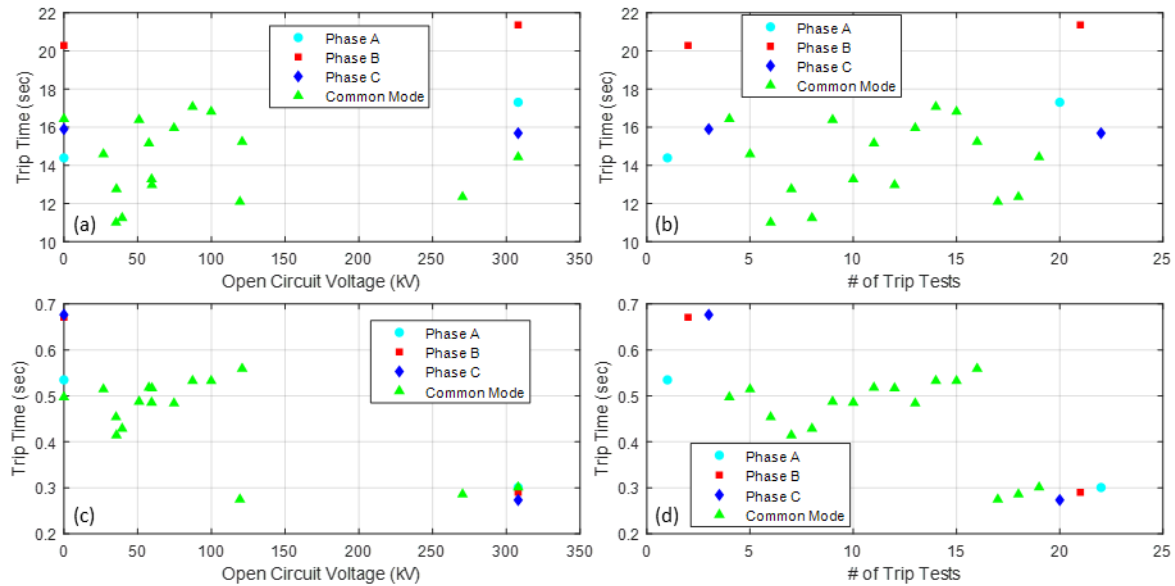 22
20
18
16
14
12
10
Trip Time (sec)
Phase A
Phase B
Phase C
Common Mode
(a)
0 50 100 150 200 250 300 350
Open Circuit Voltage (kV)
22
20
18
16
14
12
10
Trip Time (sec)
Phase A
Phase B
Phase C
Common Mode
(b)
0 5 10 15 20 25
# of Trip Tests
0.7
0.6
0.5
0.4
0.3
0.2
Trip Time (sec)
Phase A
Phase B
Phase C
Common Mode
(c)
0 50 100 150 200 250 300 350
Open Circuit Voltage (kV)
0.7
0.6
0.5
0.4
0.3
0.2
Trip Time (sec)
Phase A
Phase B
Phase C
Common Mode
(d)
0 5 10 15 20 25
# of Trip Tests